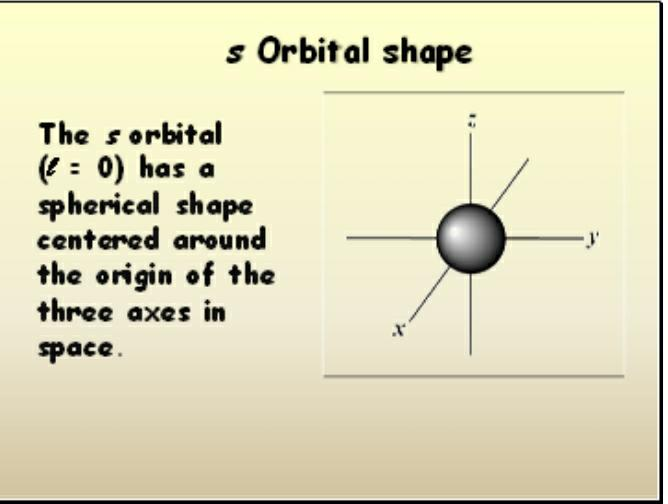 s Orbital shape
The s orbital
(ℓ = 0) has a
spherical shape
centered around
the origin of the
three axes in
space.
z
y
x